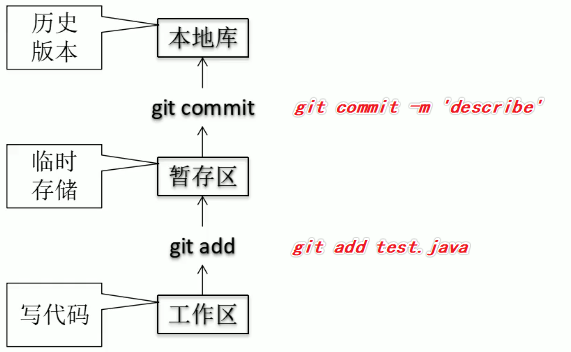 历史
版本
本地库
git commit
git commit -m 'describe'
临时
存储
暂存区
git add
git add test.java
写代码
工作区